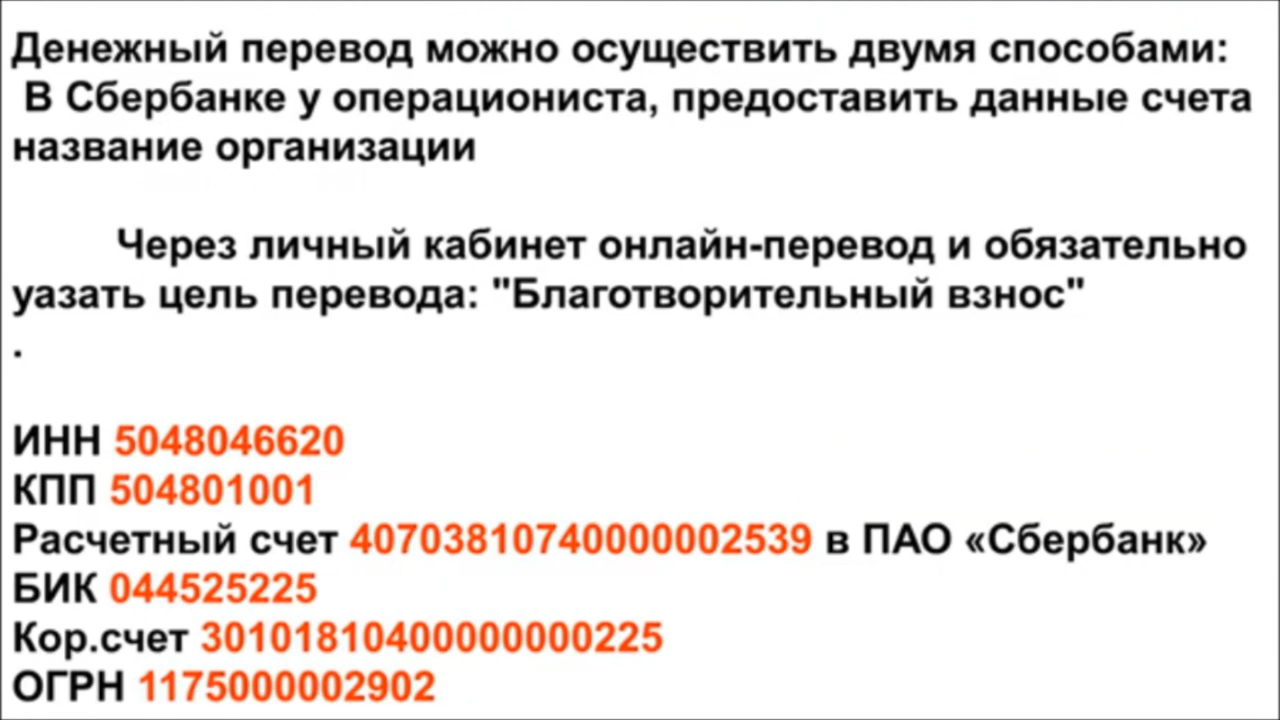 Денежный перевод можно осуществить двумя способами:
В Сбербанке у операциониста, предоставить данные счета
название организации
Через личный кабинет онлайн-перевод и обязательно
уазать цель перевода: "Благотворительный взнос"
.
ИНН 5048046620
КПП 504801001
Расчетный счет 40703810740000002539 в ПАО «Сбербанк»
БИК 044525225
Кор.счет 30101810400000000225
ОГРН 1175000002902